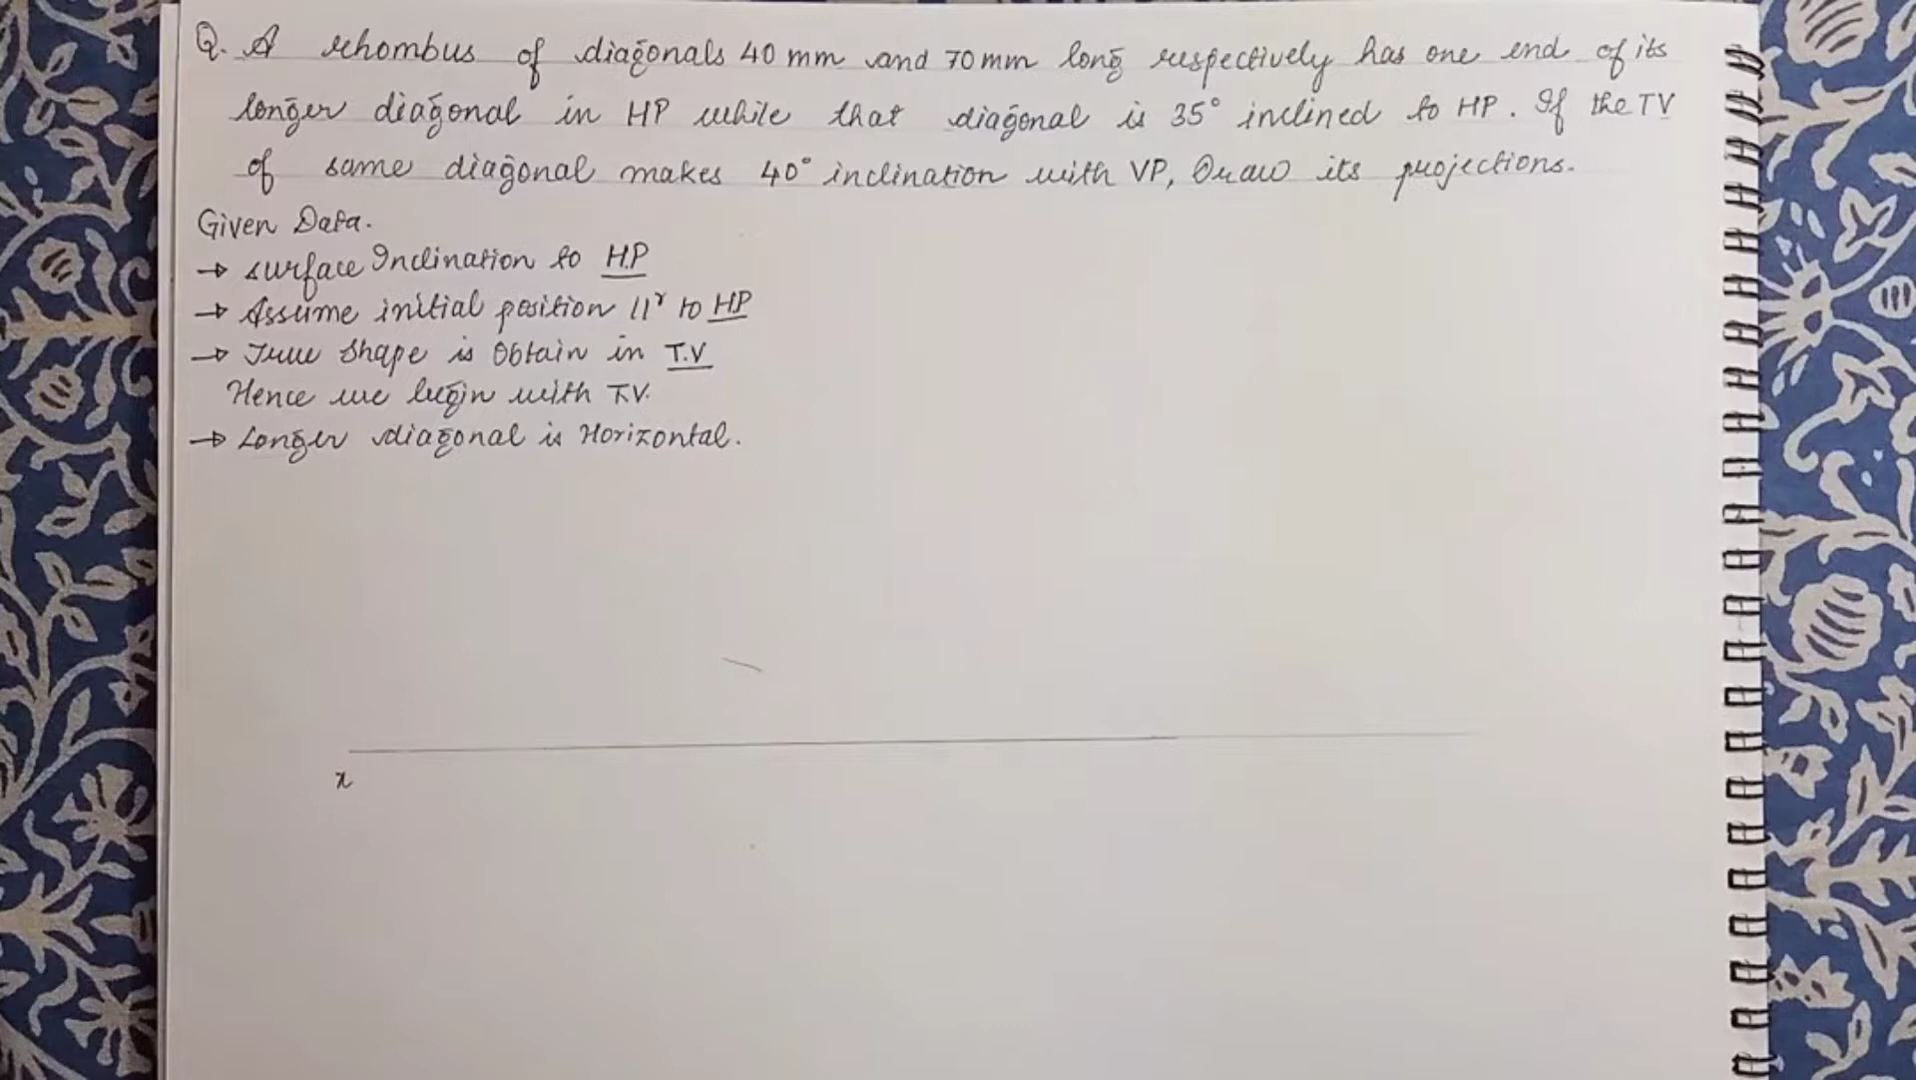 Q. A rhombus of diagonals 40 mm and 70 mm long respectively has one end of its
longer diagonal in HP while that diagonal is 35° inclined to HP. If the TV
of same diagonal makes 40° inclination with VP, Draw its projections.
Given Data.
→ surface Inclination to HP
→ Assume initial position 11ʳ to HP
→ True shape is Obtain in T.V
Hence we begin with T.V.
→ Longer diagonal is Horizontal.
x